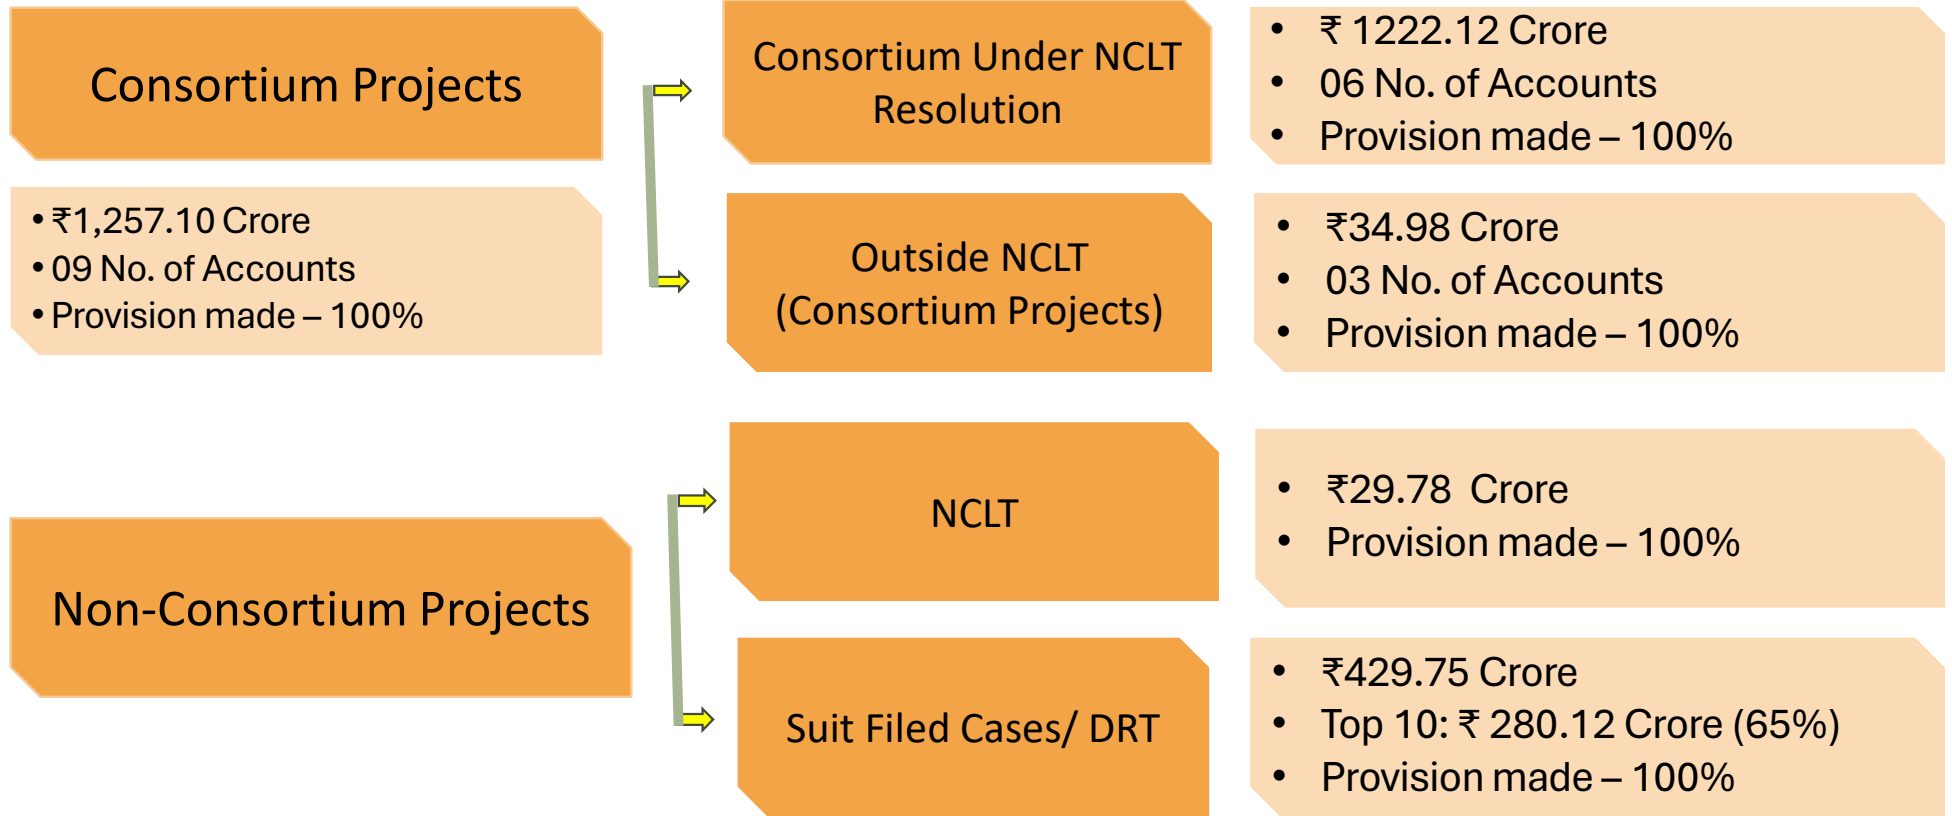 Consortium Projects
• ₹1,257.10 Crore
• 09 No. of Accounts
• Provision made – 100%
Consortium Under NCLT
Resolution
• ₹ 1222.12 Crore
• 06 No. of Accounts
• Provision made – 100%
Outside NCLT
(Consortium Projects)
• ₹34.98 Crore
• 03 No. of Accounts
• Provision made – 100%
Non-Consortium Projects
NCLT
• ₹29.78 Crore
• Provision made – 100%
Suit Filed Cases/ DRT
• ₹429.75 Crore
• Top 10: ₹ 280.12 Crore (65%)
• Provision made – 100%